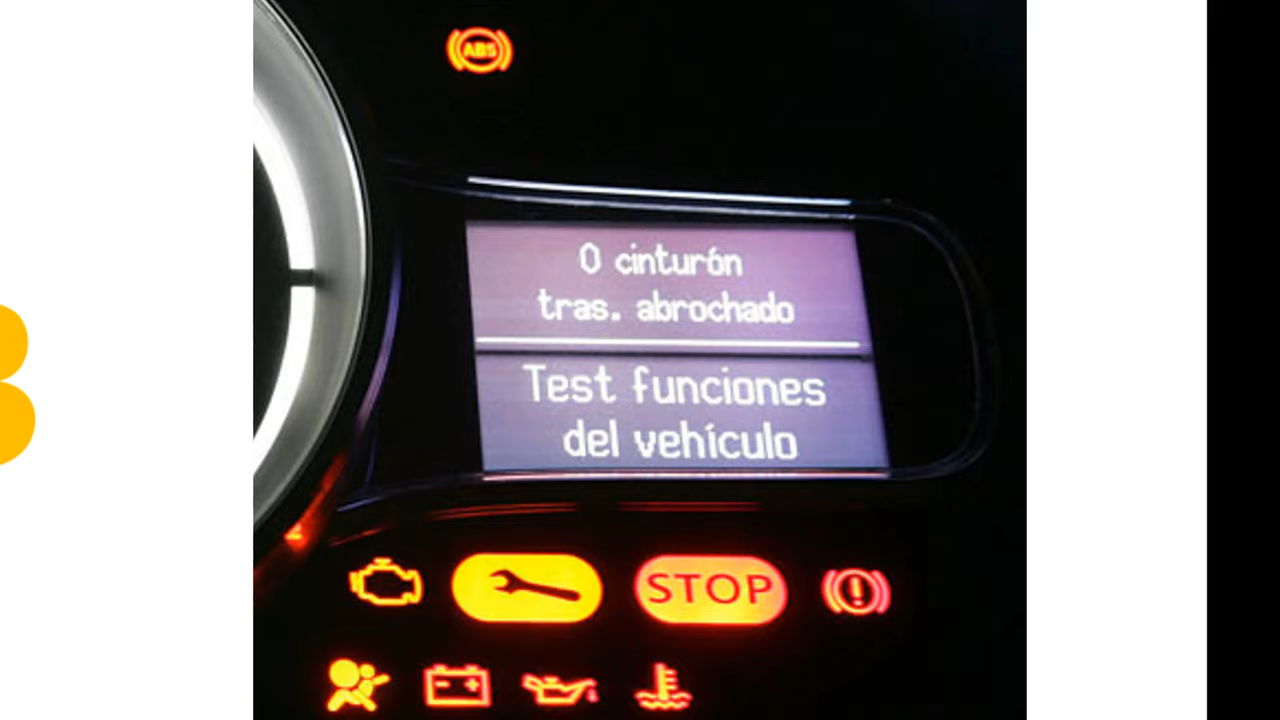 ABS
0 cinturón
tras. abrochado
Test funciones
del vehículo
STOP